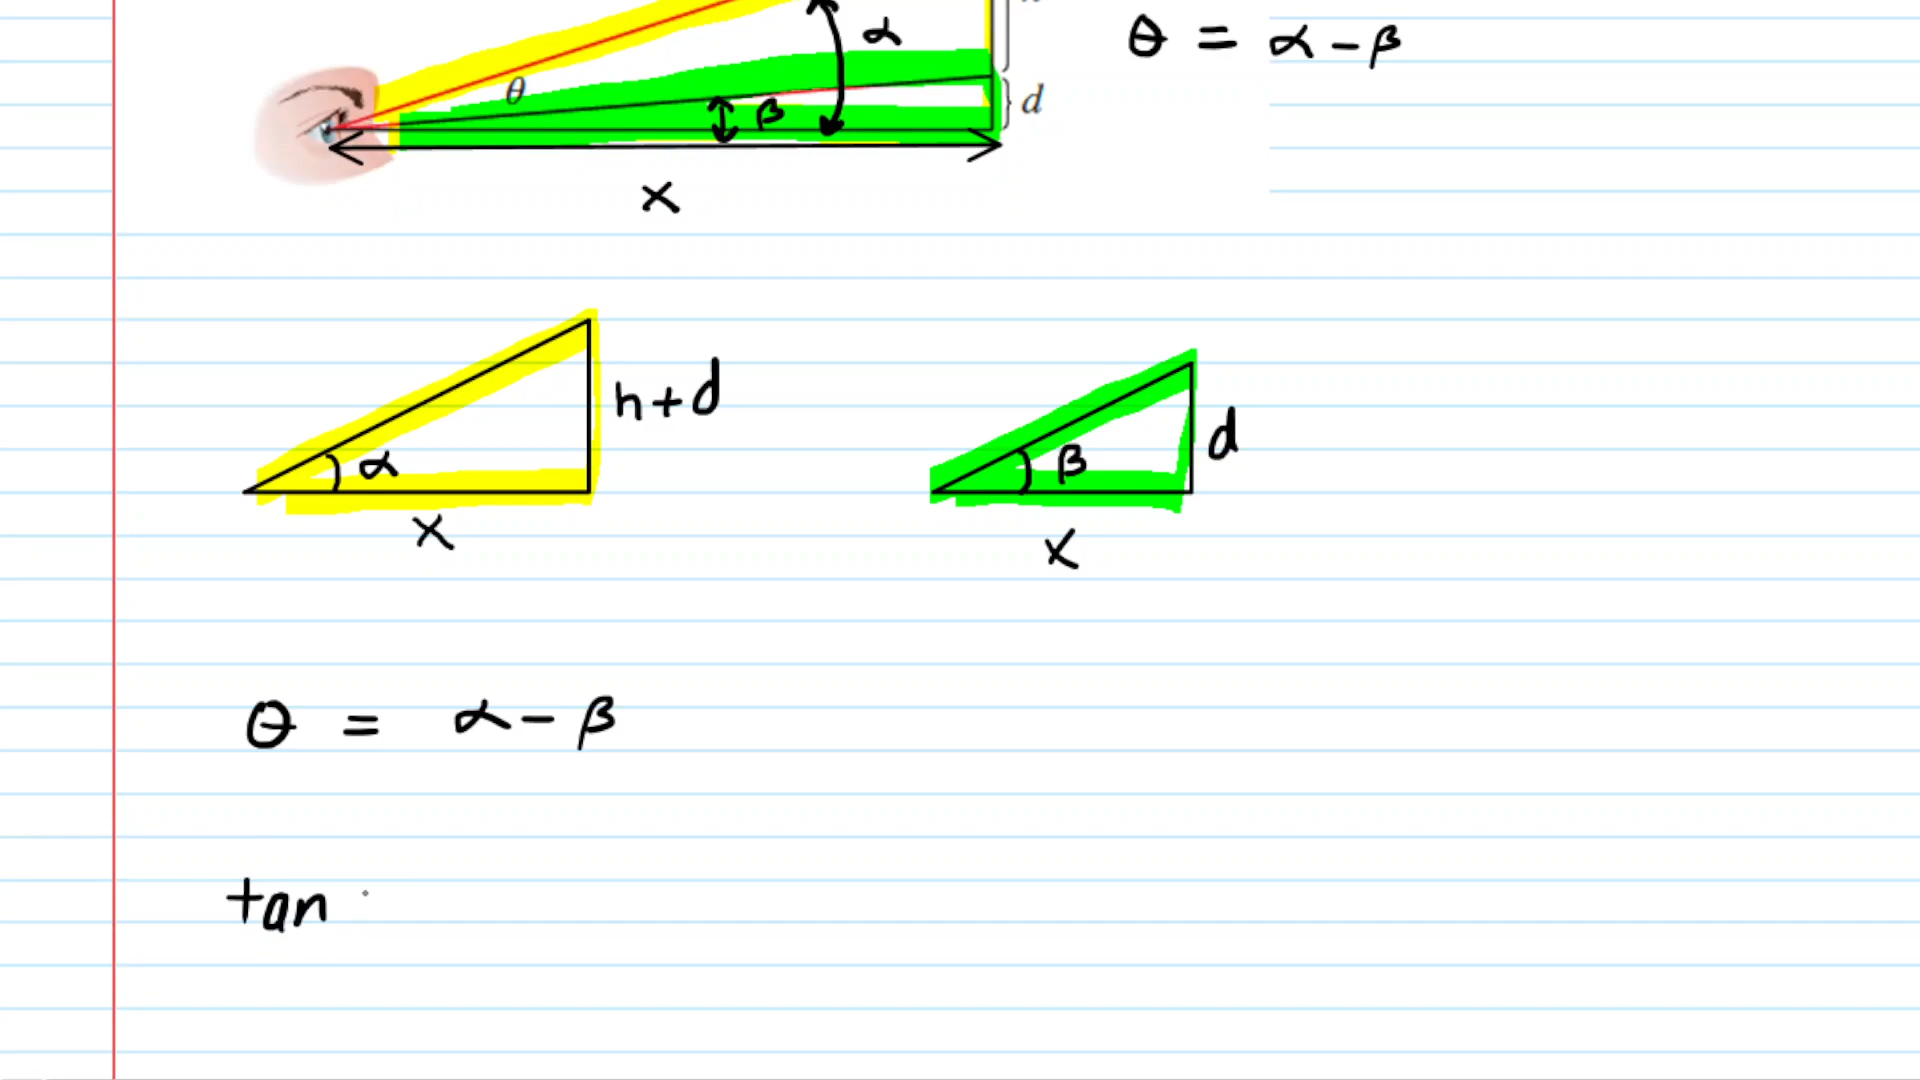 α
θ = α - β
θ
β
d
x
h+d
α
x
β
d
x
θ = α - β
tan